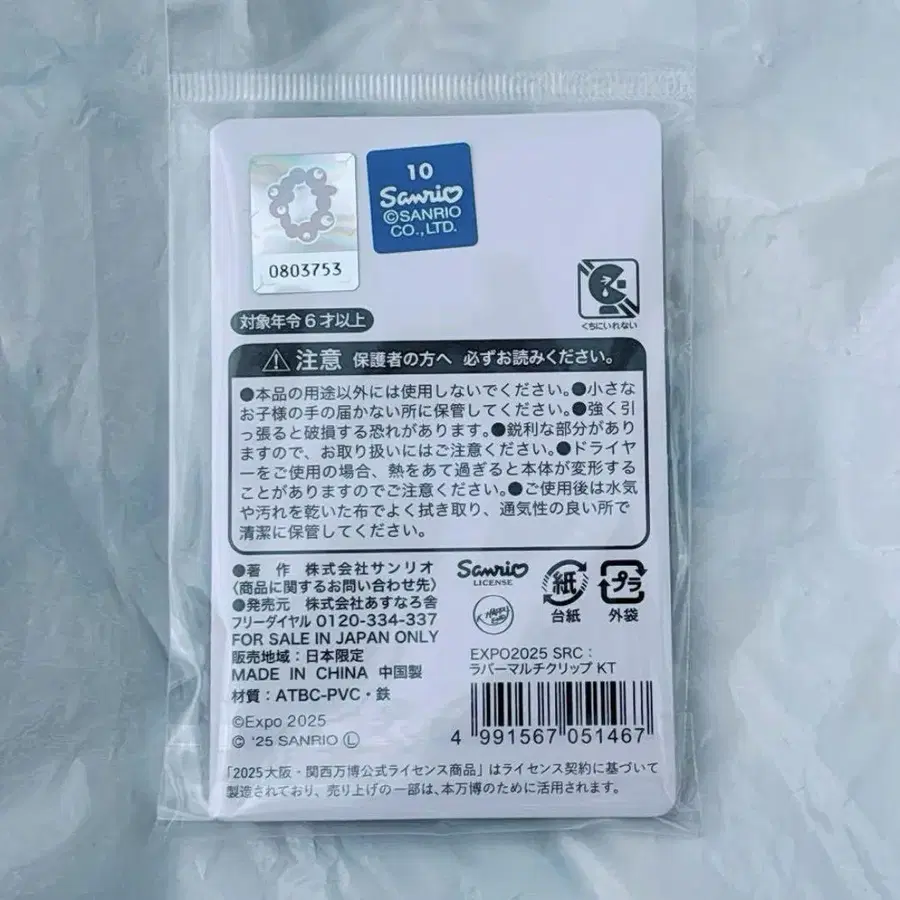 10
Sanrio
©SANRIO
CO.,LTD.
0803753
くちにいれない
対象年令6才以上
注意 保護者の方へ 必ずお読みください。
●本品の用途以外には使用しないでください。●小さな
お子様の手の届かない所に保管してください。●強く引
っ張ると破損する恐れがあります。●鋭利な部分があり
ますので、お取り扱いにはご注意ください。●ドライヤ
ーをご使用の場合、熱をあて過ぎると本体が変形する
ことがありますのでご注意ください。●ご使用後は水気
や汚れを乾いた布でよく拭き取り、通気性の良い所で
清潔に保管してください。
●著 作 株式会社サンリオ
〈商品に関するお問い合わせ先〉
●発売元 株式会社あすなろ舎
フリーダイヤル 0120-334-337
FOR SALE IN JAPAN ONLY
販売地域：日本限定
MADE IN CHINA 中国製
材質：ATBC-PVC・鉄
©Expo 2025
© '25 SANRIO Ⓛ
Sanrio
LICENSE
紙
台紙
プラ
外袋
EXPO2025 SRC：
ラバーマルチクリップ KT
4 991567 051467
「2025大阪・関西万博公式ライセンス商品」はライセンス契約に基づいて
製造されており、売り上げの一部は、本万博のために活用されます。